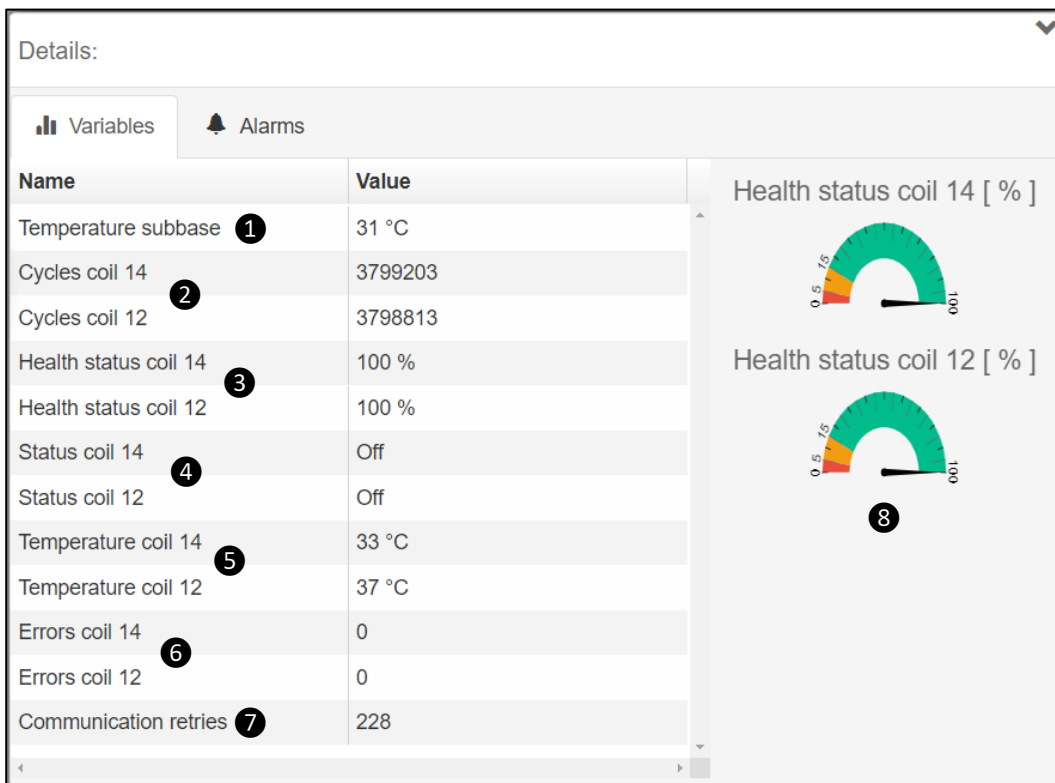 Details:
Variables Alarms
Name Value
Temperature subbase 1 31 °C
Cycles coil 14 3799203
2
Cycles coil 12 3798813
Health status coil 14 100 %
3
Health status coil 12 100 %
Status coil 14 Off
4
Status coil 12 Off
Temperature coil 14 33 °C
5
Temperature coil 12 37 °C
Errors coil 14 0
6
Errors coil 12 0
Communication retries 7 228
Health status coil 14 [ % ]
0 5 15 100
Health status coil 12 [ % ]
0 5 15 100
8